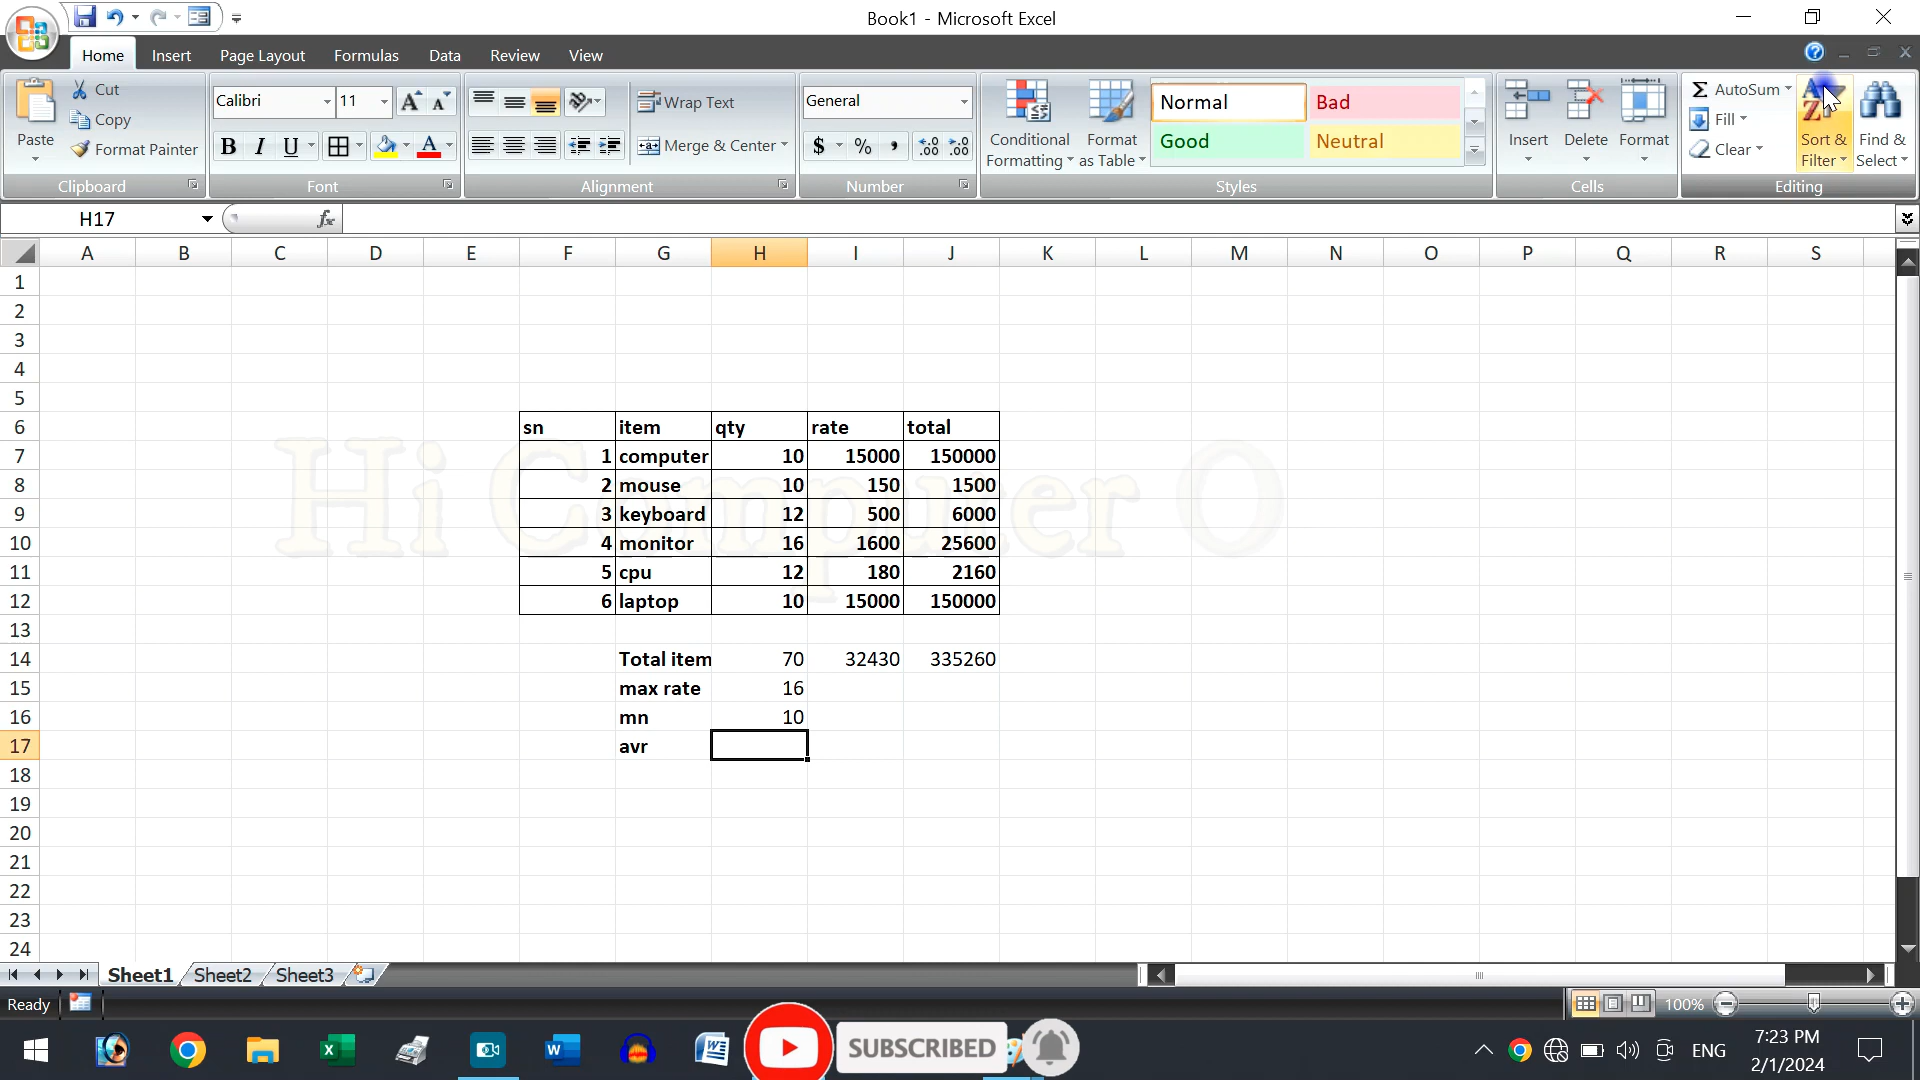 Book1 - Microsoft Excel
Home Insert Page Layout Formulas Data Review View
Paste
Cut
Copy
Format Painter
Clipboard
Calibri 11
B I U
Font
Wrap Text
Merge & Center
Alignment
General
$ % ,
Number
Conditional Formatting
Format as Table
Normal Bad
Good Neutral
Styles
Insert Delete Format
Cells
Σ AutoSum
Fill
Clear
Sort & Filter
Find & Select
Editing
H17 fx
A B C D E F G H I J K L M N O P Q R S
1
2
3
4
5
6 sn item qty rate total
7 1 computer 10 15000 150000
8 2 mouse 10 150 1500
9 3 keyboard 12 500 6000
10 4 monitor 16 1600 25600
11 5 cpu 12 180 2160
12 6 laptop 10 15000 150000
13
14 Total item 70 32430 335260
15 max rate 16
16 mn 10
17 avr
18
19
20
21
22
23
24
Hi Computer O
Sheet1 Sheet2 Sheet3
Ready 100%
SUBSCRIBED
ENG
7:23 PM
2/1/2024